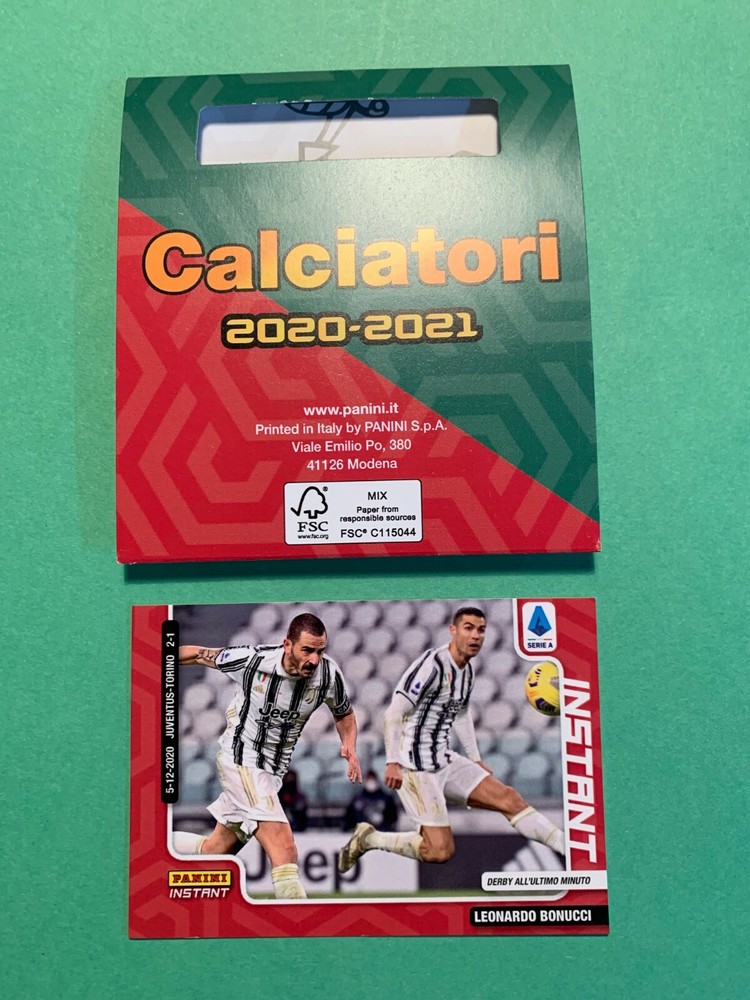 Calciatori
2020-2021
www.panini.it
Printed in Italy by PANINI S.p.A.
Viale Emilio Po, 380
41126 Modena
FSC®
www.fsc.org
MIX
Paper from
responsible sources
FSC® C115044
5-12-2020 JUVENTUS-TORINO 2-1
SERIE A
INSTANT
Jeep
Jeep
Jeep
PANINI
INSTANT
DERBY ALL'ULTIMO MINUTO
LEONARDO BONUCCI